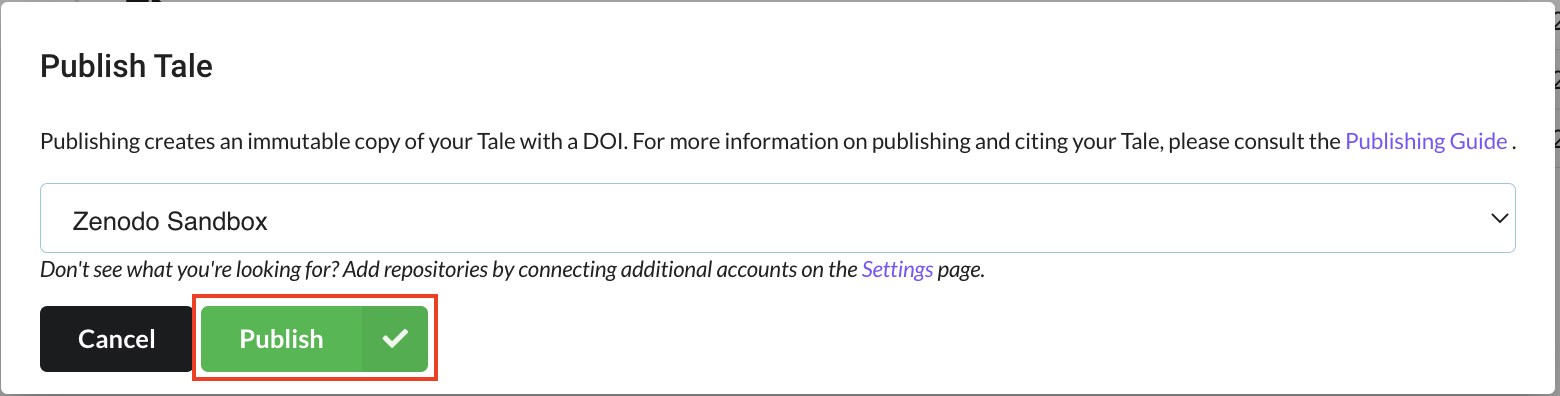 Publish Tale
Publishing creates an immutable copy of your Tale with a DOI. For more information on publishing and citing your Tale, please consult the Publishing Guide .
Zenodo Sandbox
Don't see what you're looking for? Add repositories by connecting additional accounts on the Settings page.
Cancel Publish